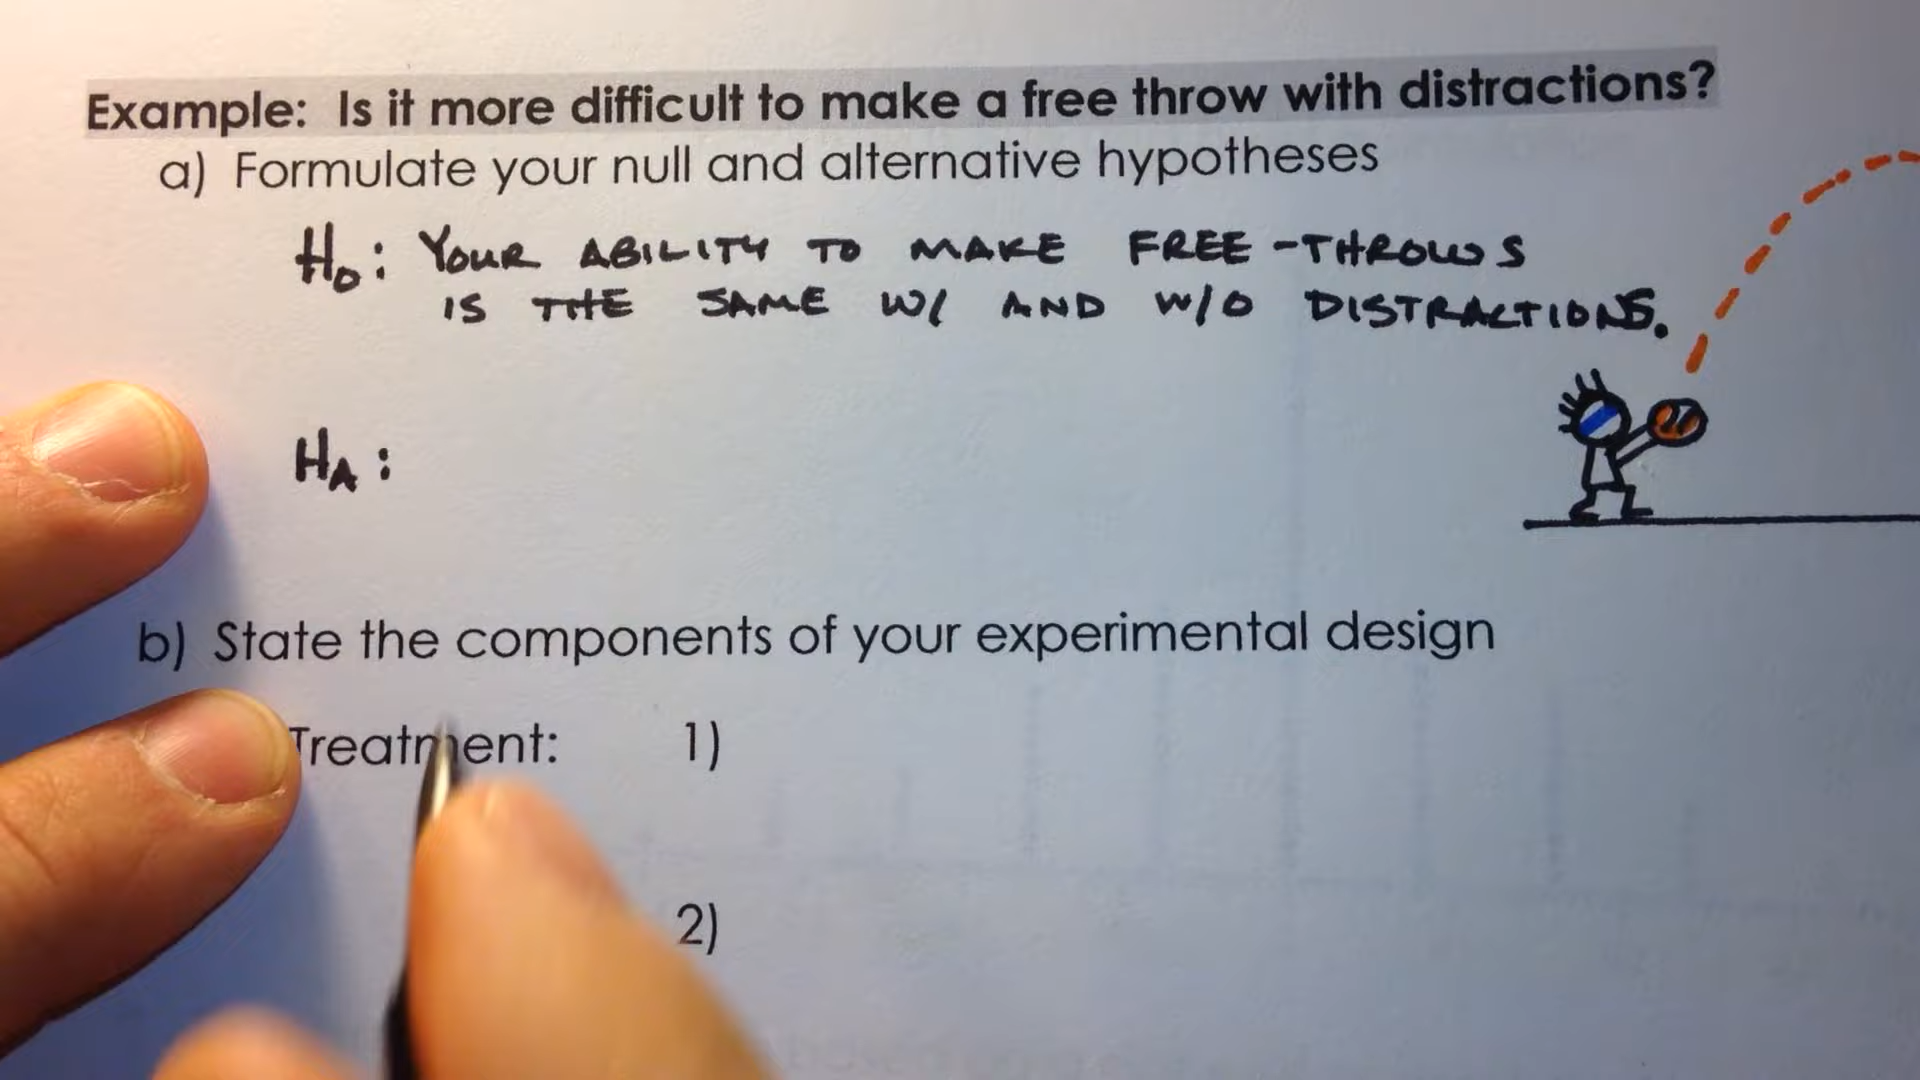 Example: Is it more difficult to make a free throw with distractions?
a) Formulate your null and alternative hypotheses
Ho: YOUR ABILITY TO MAKE FREE-THROWS
IS THE SAME W/ AND W/O DISTRACTIONS.
HA:
b) State the components of your experimental design
Treatment: 1)
2)